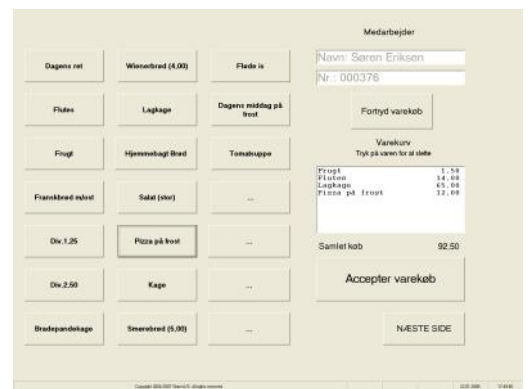 Medarbejder
Navn: Søren Eriksen
Nr.: 000376
Dagens ret
Wienerbrød (4,00)
Fløde is
Flutes
Lagkage
Dagens middag på
frost
Fortryd varekøb
Frugt
Hjemmebagt Brød
Tomatsuppe
Varekurv
Tryk på varen for at slette
Frugt 1,50
Flutes 14,00
Lagkage 65,00
Pizza på frost 12,00
Franskbrød m/ost
Salat (stor)
...
Div.1,25
Pizza på frost
...
Samlet køb 92,50
Div.2,50
Kage
...
Accepter varekøb
Brødepandekage
Smørebrød (5,00)
...
NÆSTE SIDE